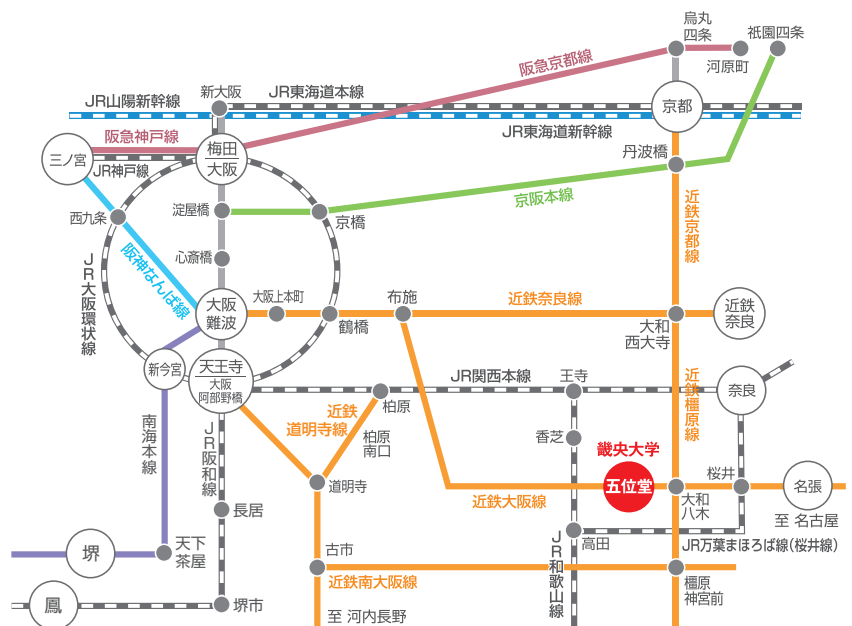 烏丸
四条
祇園四条
河原町
阪急京都線
新大阪
JR東海道本線
JR山陽新幹線
京都
JR東海道新幹線
阪急神戸線
梅田
大阪
三ノ宮
JR神戸線
丹波橋
京阪本線
淀屋橋
京橋
西九条
近鉄京都線
心斎橋
阪神なんば線
JR大阪環状線
大阪
難波
大阪上本町
鶴橋
布施
近鉄奈良線
大和
西大寺
近鉄
奈良
新今宮
天王寺
大阪
阿部野橋
JR関西本線
王寺
近鉄橿原線
奈良
柏原
近鉄
道明寺線
柏原
南口
南海本線
JR阪和線
香芝
畿央大学
五位堂
桜井
名張
道明寺
近鉄大阪線
大和
八木
至 名古屋
長居
天下
茶屋
堺
古市
高田
JR万葉まほろば線(桜井線)
JR和歌山線
近鉄南大阪線
橿原
神宮前
鳳
堺市
至 河内長野